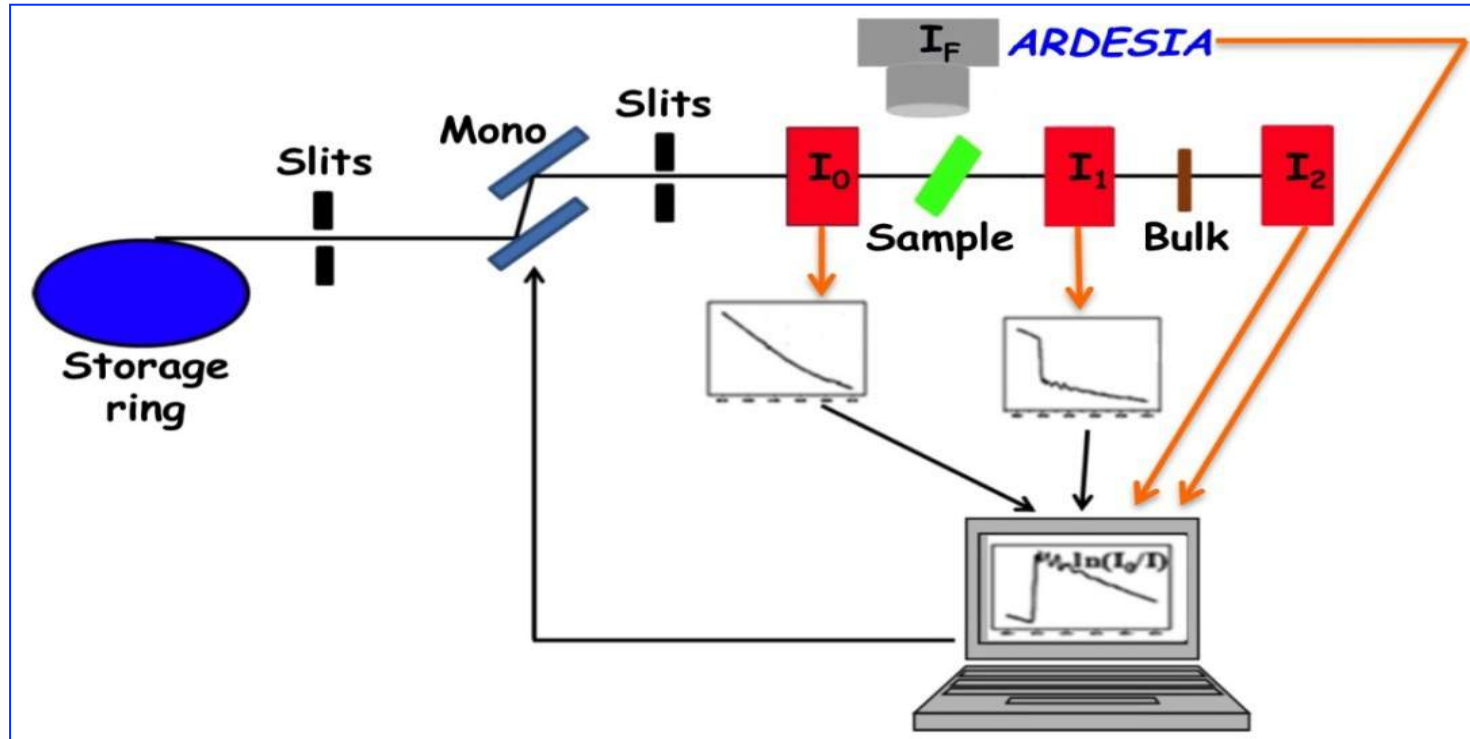 I_F ARDESIA
Slits
Mono
Slits
I_0
I_1
I_2
Sample
Bulk
Storage
ring
ln(I_0/I)